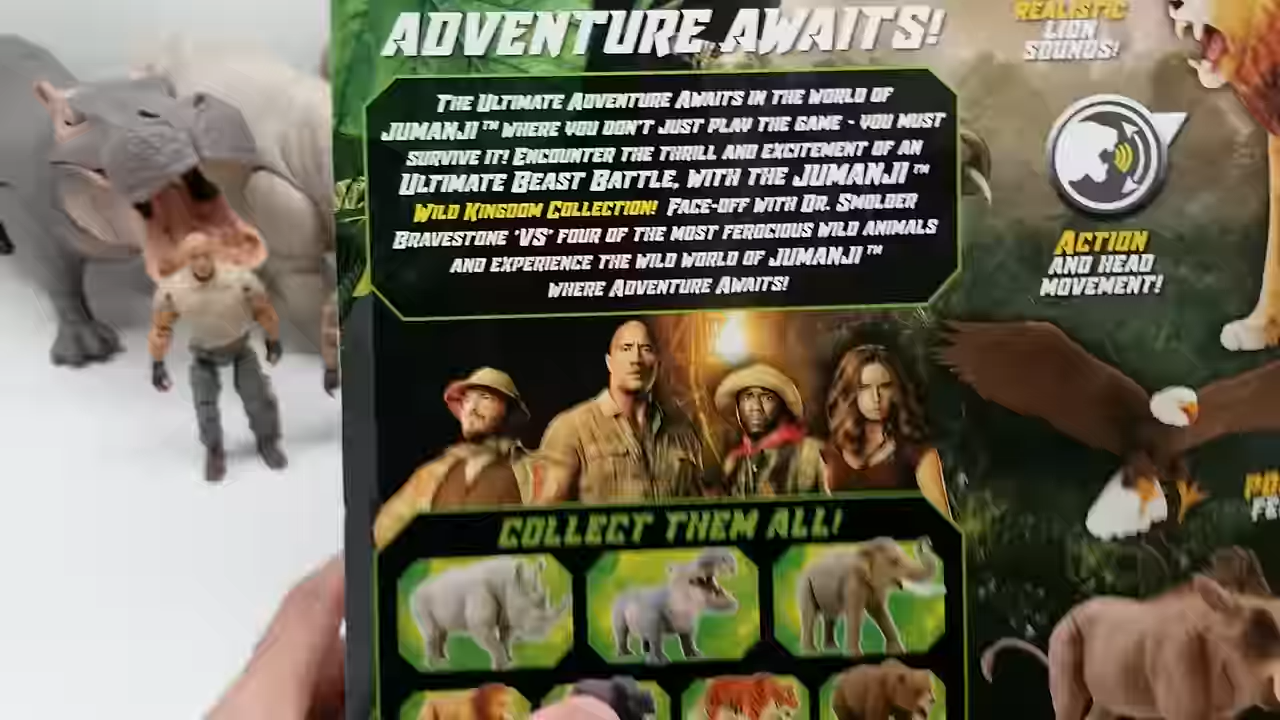 ADVENTURE AWAITS!
THE ULTIMATE ADVENTURE AWAITS IN THE WORLD OF
JUMANJI™ WHERE YOU DON'T JUST PLAY THE GAME - YOU MUST
SURVIVE IT! ENCOUNTER THE THRILL AND EXCITEMENT OF AN
ULTIMATE BEAST BATTLE, WITH THE JUMANJI™
WILD KINGDOM COLLECTION! FACE-OFF WITH DR. SMOLDER
BRAVESTONE 'VS' FOUR OF THE MOST FEROCIOUS WILD ANIMALS
AND EXPERIENCE THE WILD WORLD OF JUMANJI™
WHERE ADVENTURE AWAITS!
COLLECT THEM ALL!
REALISTIC
LION
SOUNDS!
ACTION
AND HEAD
MOVEMENT!